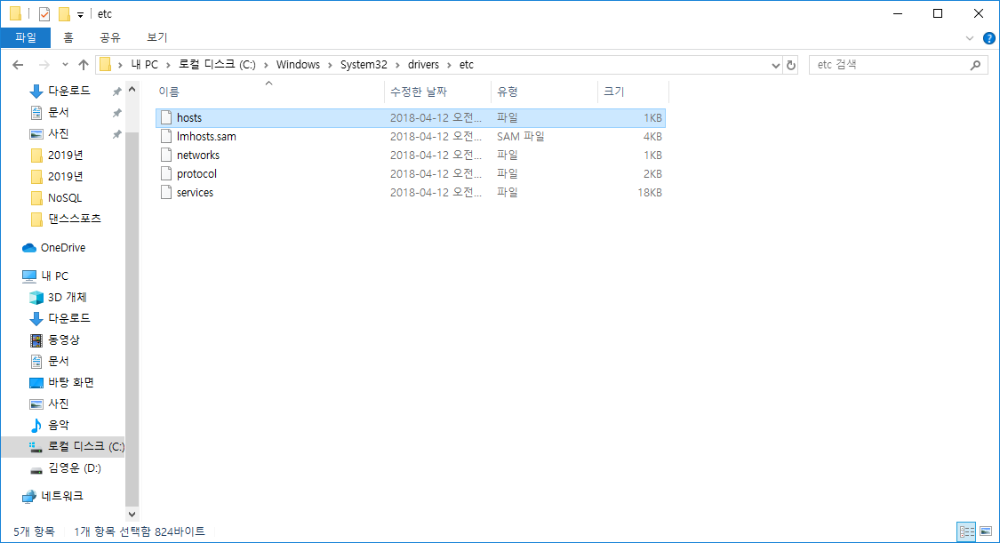 etc
파일 홈 공유 보기
내 PC 로컬 디스크 (C:) Windows System32 drivers etc
etc 검색
다운로드
문서
사진
2019년
2019년
NoSQL
댄스스포츠
OneDrive
내 PC
3D 개체
다운로드
동영상
문서
바탕 화면
사진
음악
로컬 디스크 (C:)
김영운 (D:)
네트워크
이름 수정한 날짜 유형 크기
hosts 2018-04-12 오전... 파일 1KB
lmhosts.sam 2018-04-12 오전... SAM 파일 4KB
networks 2018-04-12 오전... 파일 1KB
protocol 2018-04-12 오전... 파일 2KB
services 2018-04-12 오전... 파일 18KB
5개 항목 1개 항목 선택함 824바이트